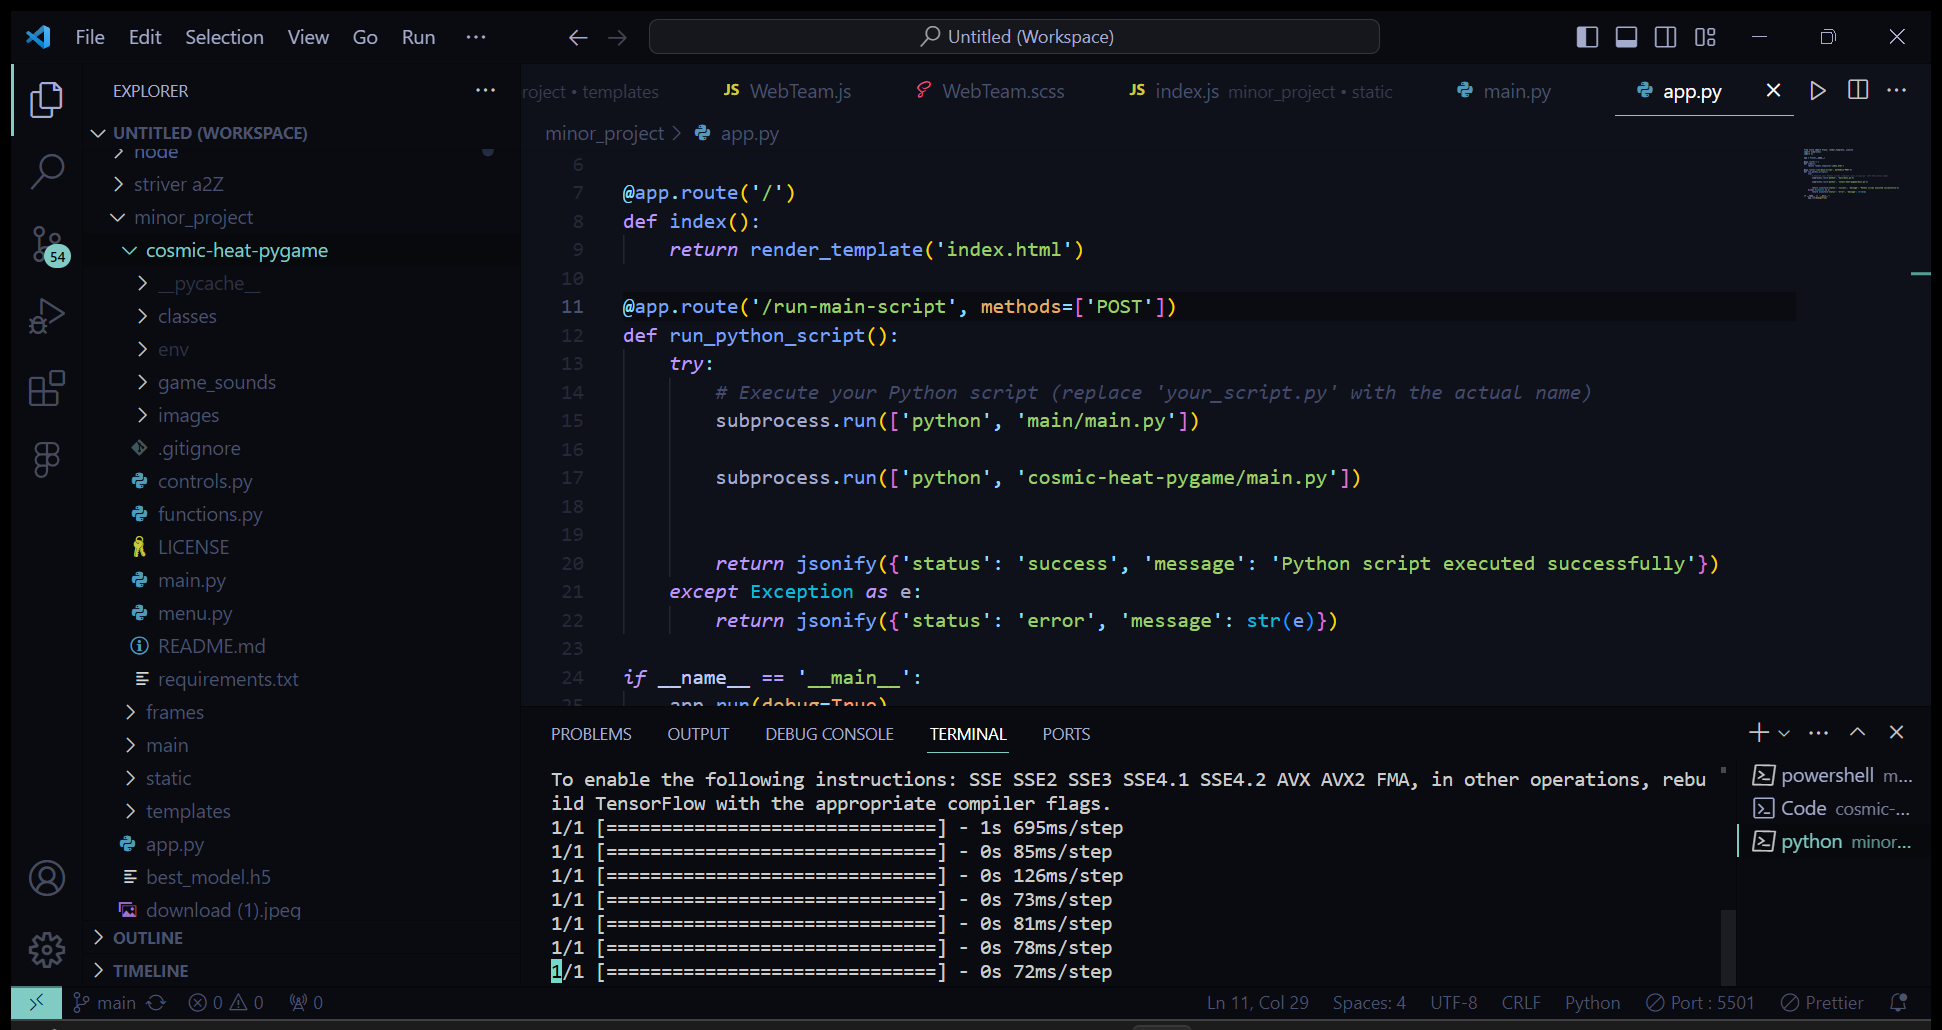 File Edit Selection View Go Run ···
Untitled (Workspace)
EXPLORER
roject • templates
WebTeam.js
WebTeam.scss
index.js minor_project • static
main.py
app.py
minor_project > app.py
UNTITLED (WORKSPACE)
node
striver a2Z
minor_project
cosmic-heat-pygame
__pycache__
classes
env
game_sounds
images
.gitignore
controls.py
functions.py
LICENSE
main.py
menu.py
README.md
requirements.txt
frames
main
static
templates
app.py
best_model.h5
download (1).jpeg
OUTLINE
TIMELINE
54
6
7 @app.route('/')
8 def index():
9 return render_template('index.html')
10
11 @app.route('/run-main-script', methods=['POST'])
12 def run_python_script():
13 try:
14 # Execute your Python script (replace 'your_script.py' with the actual name)
15 subprocess.run(['python', 'main/main.py'])
16
17 subprocess.run(['python', 'cosmic-heat-pygame/main.py'])
18
19
20 return jsonify({'status': 'success', 'message': 'Python script executed successfully'})
21 except Exception as e:
22 return jsonify({'status': 'error', 'message': str(e)})
23
24 if __name__ == '__main__':
25 app.run(debug=True)
PROBLEMS OUTPUT DEBUG CONSOLE TERMINAL PORTS
To enable the following instructions: SSE SSE2 SSE3 SSE4.1 SSE4.2 AVX AVX2 FMA, in other operations, rebu
ild TensorFlow with the appropriate compiler flags.
1/1 [==============================] - 1s 695ms/step
1/1 [==============================] - 0s 85ms/step
1/1 [==============================] - 0s 126ms/step
1/1 [==============================] - 0s 73ms/step
1/1 [==============================] - 0s 81ms/step
1/1 [==============================] - 0s 78ms/step
1/1 [==============================] - 0s 72ms/step
powershell m...
Code cosmic-...
python minor...
main 0 0 0
Ln 11, Col 29 Spaces: 4 UTF-8 CRLF Python Port : 5501 Prettier